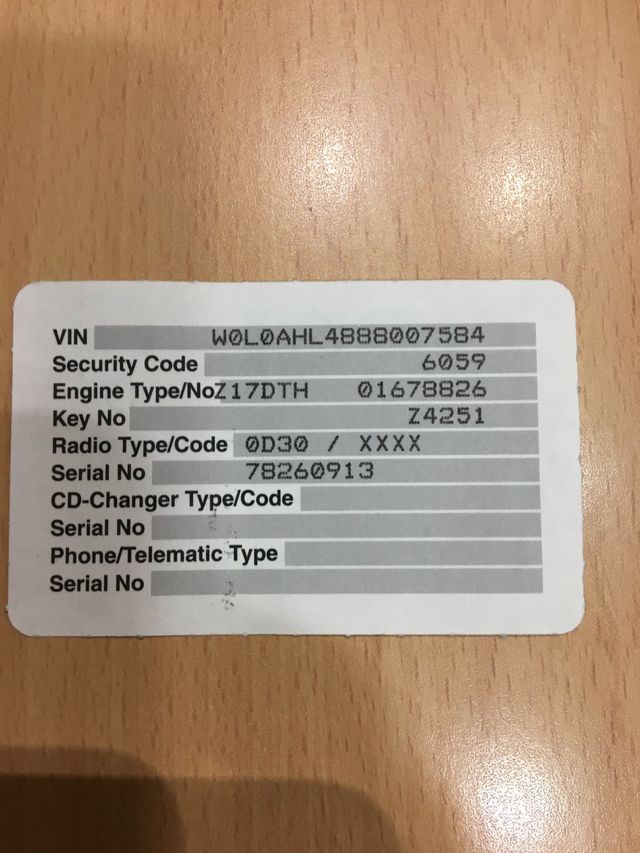 VIN W0L0AHL4888007584
Security Code 6059
Engine Type/No Z17DTH 01678826
Key No Z4251
Radio Type/Code 0D30 / XXXX
Serial No 78260913
CD-Changer Type/Code
Serial No
Phone/Telematic Type
Serial No